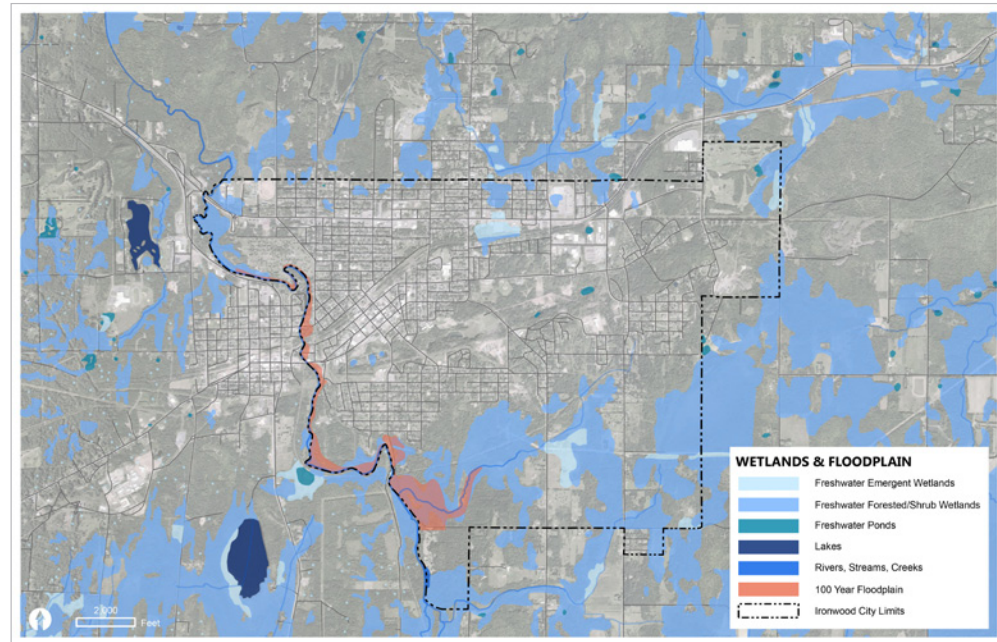 WETLANDS & FLOODPLAIN
Freshwater Emergent Wetlands
Freshwater Forested/Shrub Wetlands
Freshwater Ponds
Lakes
Rivers, Streams, Creeks
100 Year Floodplain
Ironwood City Limits
2,000
Feet